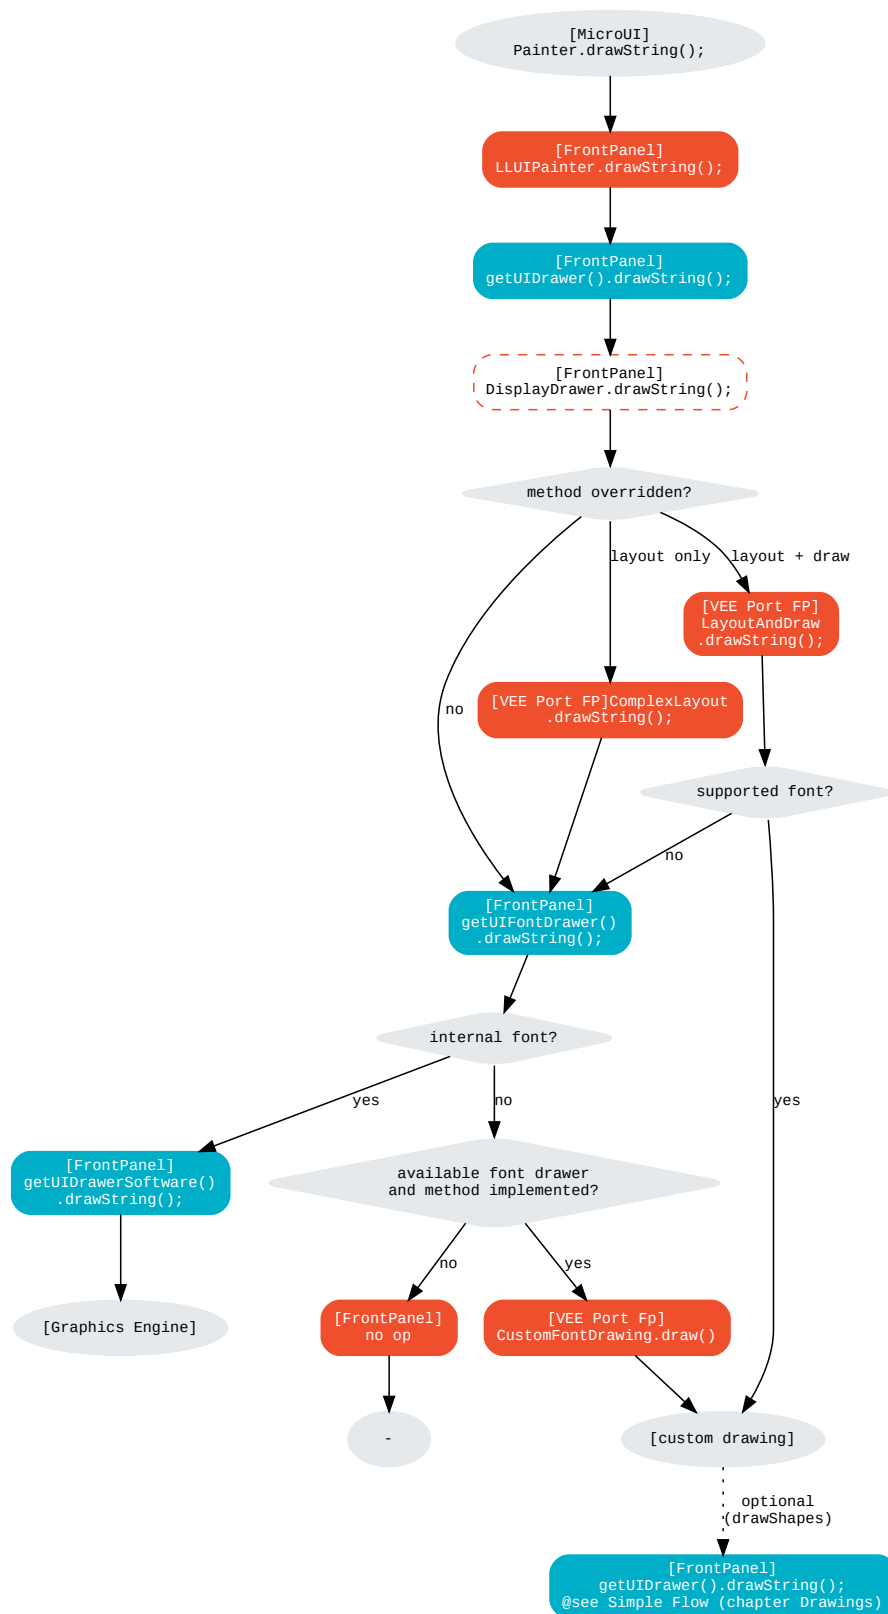 [MicroUI]
Painter.drawString();
[FrontPanel]
LLUIPainter.drawString();
[FrontPanel]
getUIDrawer().drawString();
[FrontPanel]
DisplayDrawer.drawString();
method overridden?
layout only
layout + draw
[VEE Port FP]
LayoutAndDraw
.drawString();
no
[VEE Port FP]ComplexLayout
.drawString();
supported font?
no
[FrontPanel]
getUIFontDrawer()
.drawString();
internal font?
yes
no
yes
[FrontPanel]
getUIDrawerSoftware()
.drawString();
available font drawer
and method implemented?
no
yes
[Graphics Engine]
[FrontPanel]
no op
[VEE Port Fp]
CustomFontDrawing.draw()
-
[custom drawing]
optional
(drawShapes)
[FrontPanel]
getUIDrawer().drawString();
@see Simple Flow (chapter Drawings)